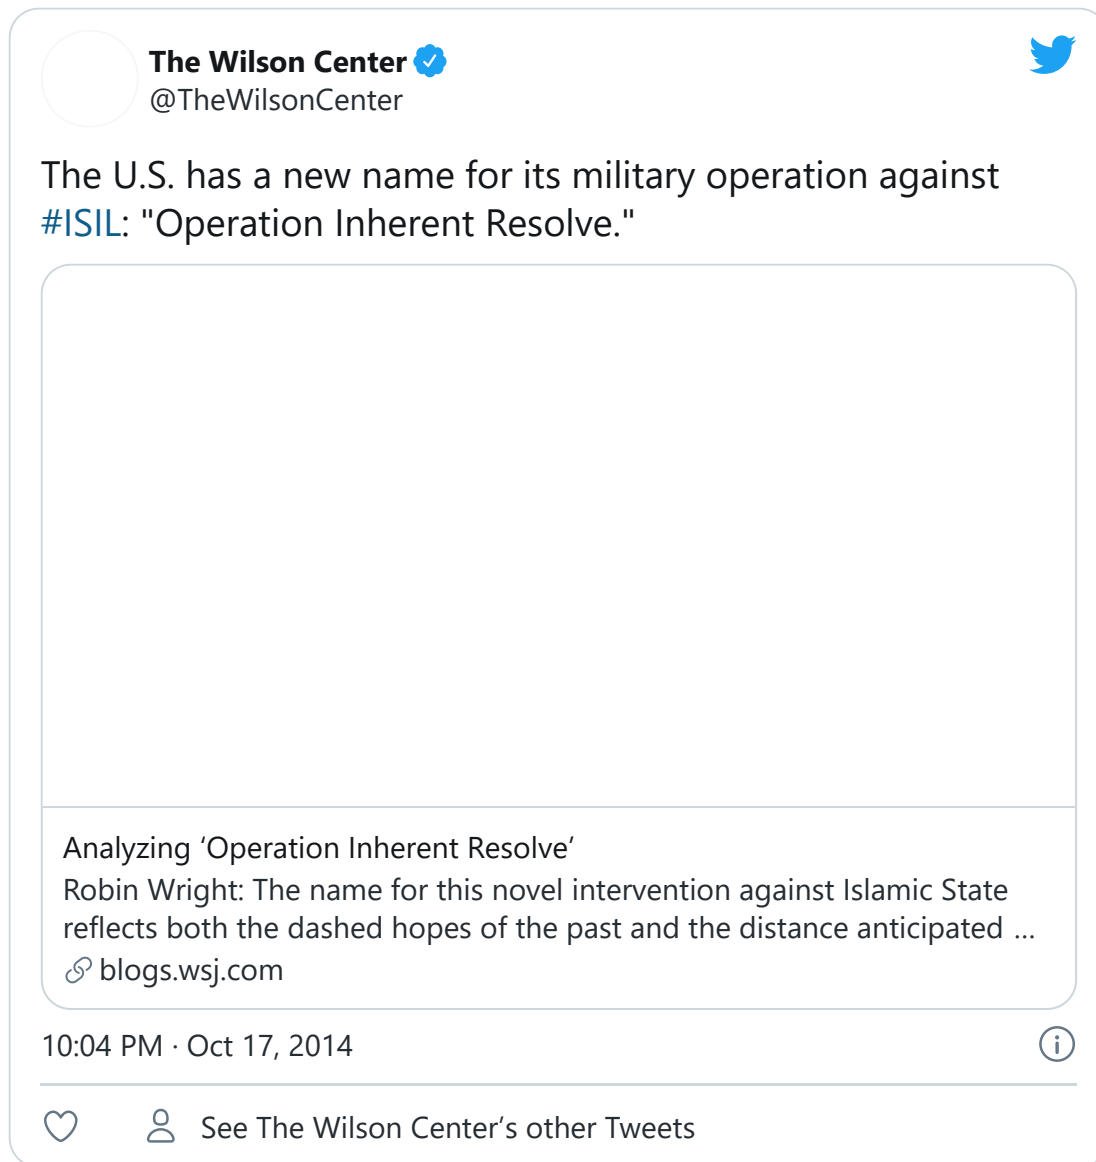 The Wilson Center
@TheWilsonCenter
The U.S. has a new name for its military operation against
#ISIL: "Operation Inherent Resolve."
Analyzing ‘Operation Inherent Resolve’
Robin Wright: The name for this novel intervention against Islamic State
reflects both the dashed hopes of the past and the distance anticipated ...
blogs.wsj.com
10:04 PM · Oct 17, 2014
See The Wilson Center’s other Tweets